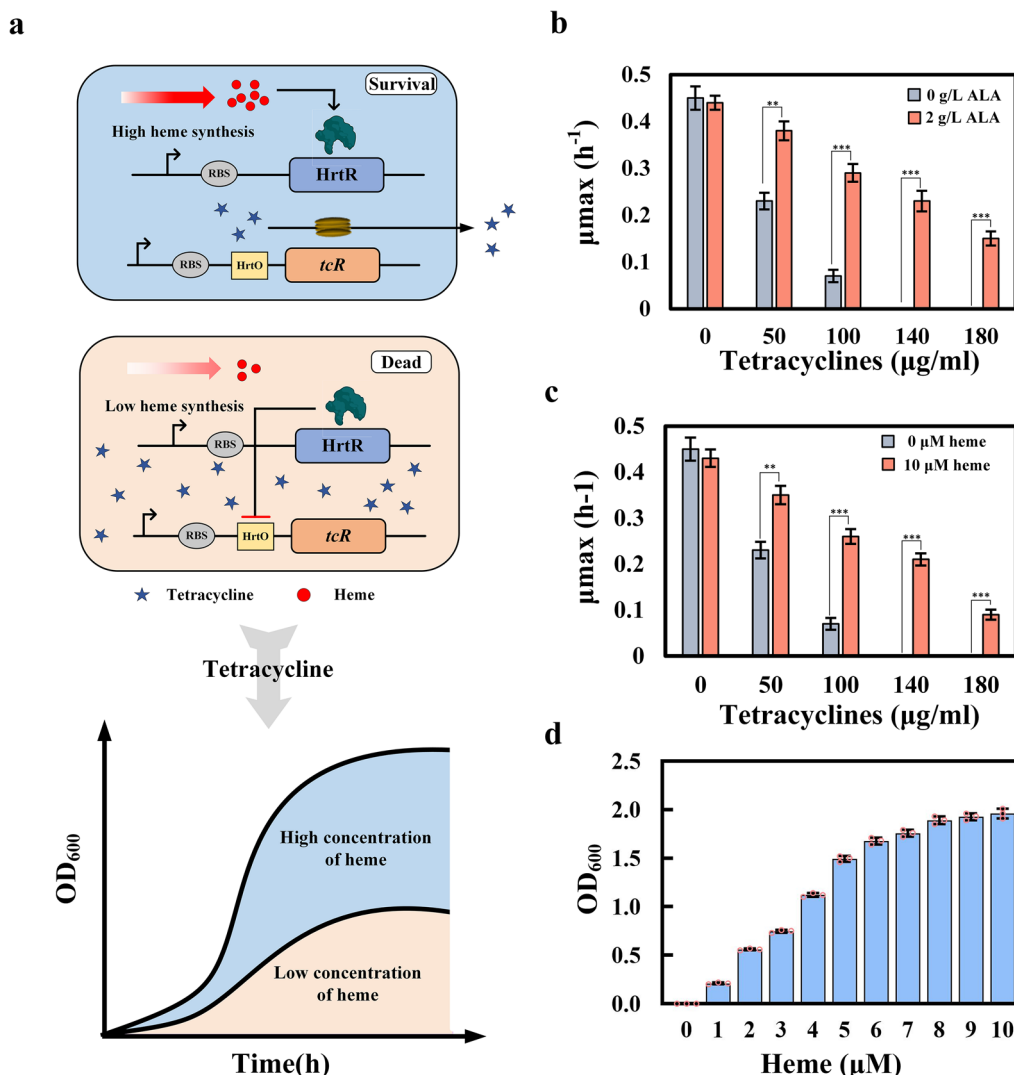 a
Survival
High heme synthesis
RBS
HrtR
RBS
HrtO
tcR
Dead
Low heme synthesis
RBS
HrtR
RBS
HrtO
tcR
Tetracycline
Heme
Tetracycline
OD600
High concentration
of heme
Low concentration
of heme
Time(h)
b
0.5
0.4
0.3
0.2
0.1
0
µmax (h-1)
0 g/L ALA
2 g/L ALA
**
***
***
***
0 50 100 140 180
Tetracyclines (µg/ml)
c
0.5
0.4
0.3
0.2
0.1
0
µmax (h-1)
0 µM heme
10 µM heme
**
***
***
***
0 50 100 140 180
Tetracyclines (µg/ml)
d
2.5
2.0
1.5
1.0
0.5
0.0
OD600
0 1 2 3 4 5 6 7 8 9 10
Heme (µM)